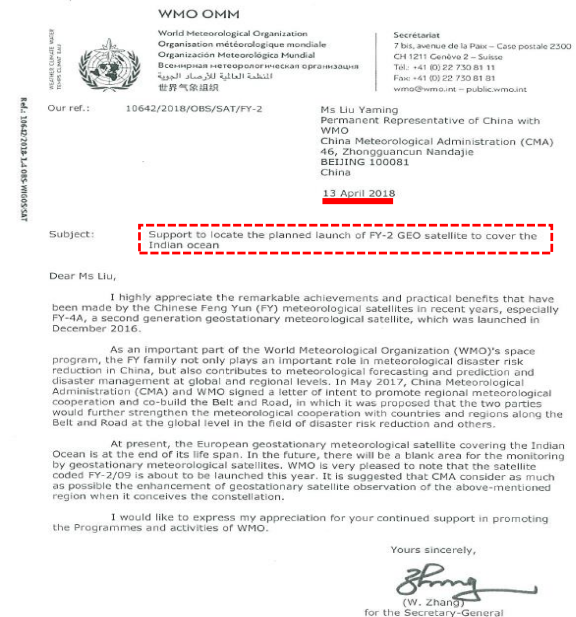 WMO OMM
WEATHER CLIMATE WATER
TEMPS CLIMAT EAU
World Meteorological Organization
Organisation météorologique mondiale
Organización Meteorológica Mundial
Всемирная метеорологическая организация
المنظمة العالمية للأرصاد الجوية
世界气象组织
Secrétariat
7 bis, avenue de la Paix – Case postale 2300
CH 1211 Genève 2 – Suisse
Tél.: +41 (0) 22 730 81 11
Fax: +41 (0) 22 730 81 81
wmo@wmo.int – public.wmo.int
Our ref.: 10642/2018/OBS/SAT/FY-2
Ms Liu Yaming
Permanent Representative of China with
WMO
China Meteorological Administration (CMA)
46, Zhongguancun Nandajie
BEIJING 100081
China
13 April 2018
Ref.: 10642/2018-1.4 OBS-WIGOS/SAT
Subject: Support to locate the planned launch of FY-2 GEO satellite to cover the
Indian ocean
Dear Ms Liu,
I highly appreciate the remarkable achievements and practical benefits that have
been made by the Chinese Feng Yun (FY) meteorological satellites in recent years, especially
FY-4A, a second generation geostationary meteorological satellite, which was launched in
December 2016.
As an important part of the World Meteorological Organization (WMO)'s space
program, the FY family not only plays an important role in meteorological disaster risk
reduction in China, but also contributes to meteorological forecasting and prediction and
disaster management at global and regional levels. In May 2017, China Meteorological
Administration (CMA) and WMO signed a letter of intent to promote regional meteorological
cooperation and co-build the Belt and Road, in which it was proposed that the two parties
would further strengthen the meteorological cooperation with countries and regions along the
Belt and Road at the global level in the field of disaster risk reduction and others.
At present, the European geostationary meteorological satellite covering the Indian
Ocean is at the end of its life span. In the future, there will be a blank area for the monitoring
by geostationary meteorological satellites. WMO is very pleased to note that the satellite
coded FY-2/09 is about to be launched this year. It is suggested that CMA consider as much
as possible the enhancement of geostationary satellite observation of the above-mentioned
region when it conceives the constellation.
I would like to express my appreciation for your continued support in promoting
the Programmes and activities of WMO.
Yours sincerely,
(W. Zhang)
for the Secretary-General